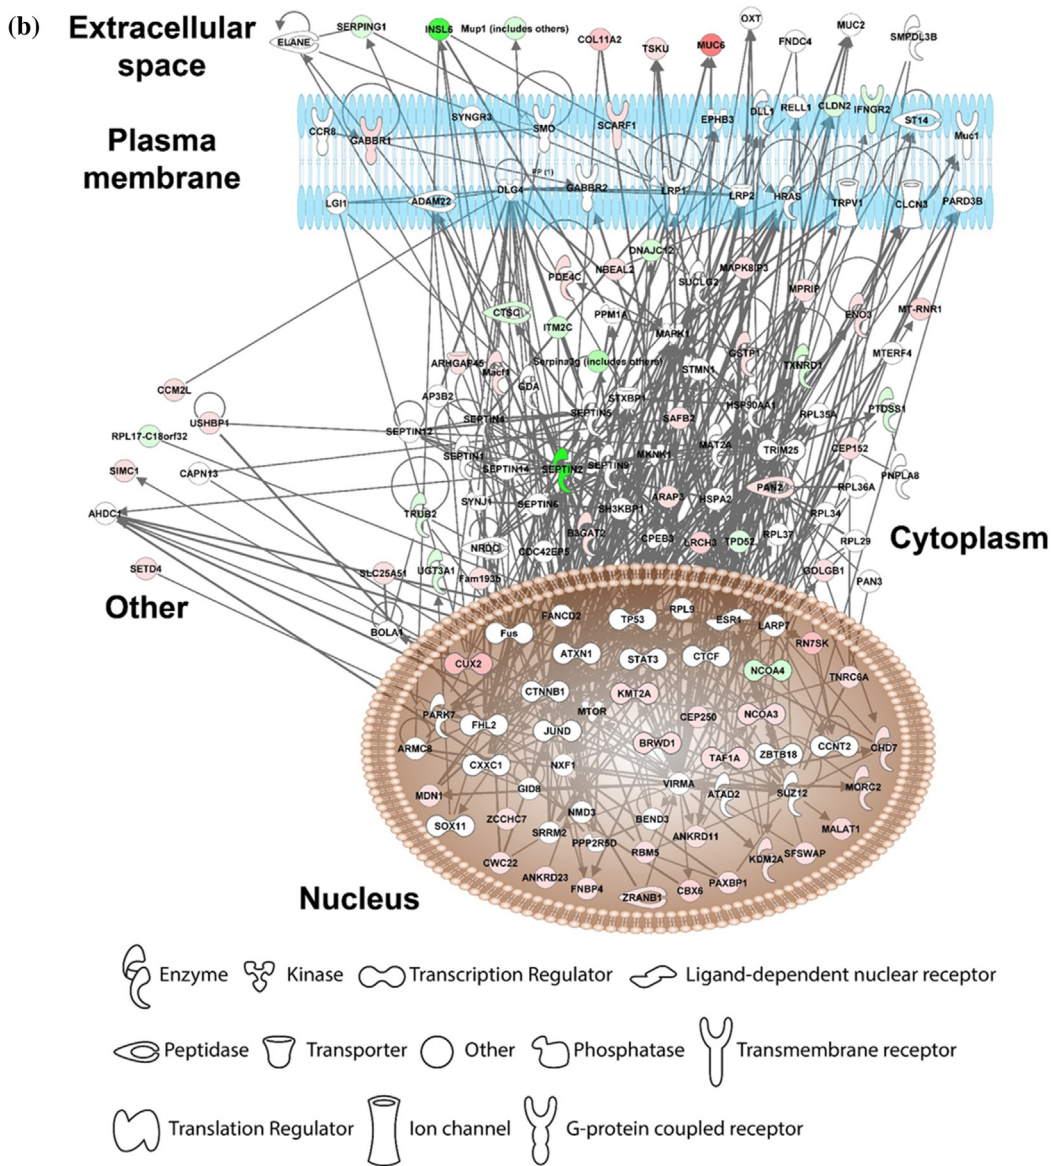 (b)
Extracellular
space
ELANE
SERPING1
INSL6
Mup1 (includes others)
COL11A2
TSKU
MUC6
OXT
FNDC4
MUC2
SMPDL3B
Plasma
membrane
CCR8
GABBR1
SYNGR3
SMO
SCARF1
EPHB3
DLL1
RELL1
CLDN2
IFNGR2
ST14
Muc1
PP (1)
LGI1
ADAM22
DLG4
GABBR2
LRP1
LRP2
HRAS
TRPV1
CLCN3
PARD3B
DNAJC12
PDE4C
NBEAL2
SUCLG2
MAPK8IP3
MPRIP
ENO3
MT-RNR1
CTSC
ITM2C
PPM1A
MAPK1
MTERF4
ARHGAP45
Macf1
GDA
Serpina3g (includes others)
STMN1
GSTP1
TXNRD1
CCM2L
USHBP1
AP3B2
SEPTIN4
SEPTIN5
STXBP1
SAFB2
HSP90AA1
RPL35A
PTDSS1
RPL17-C18orf32
SEPTIN12
SEPTIN1
SEPTIN14
SEPTIN2
SEPTIN9
MKNK1
MAT2A
TRIM25
CEP152
PNPLA8
SIMC1
CAPN13
SYNJ1
SEPTIN6
SH3KBP1
ARAP3
HSPA2
PAN2
RPL36A
AHDC1
TRUB2
B3GAT2
RPL34
NRDC
CDC42EP5
CPEB3
LRCH3
TPD52
RPL37
RPL29
Cytoplasm
SETD4
SLC25A51
UGT3A1
Fam193b
GOLGB1
PAN3
Other
BOLA1
FANCD2
TP53
RPL9
ESR1
LARP7
Fus
RN7SK
CUX2
ATXN1
STAT3
CTCF
NCOA4
TNRC6A
CTNNB1
KMT2A
MTOR
PARK7
FHL2
JUND
CEP250
NCOA3
ARMC8
BRWD1
TAF1A
ZBTB18
CCNT2
CHD7
CXXC1
NXF1
MDN1
GID8
VIRMA
ATAD2
SUZ12
MORC2
SOX11
ZCCHC7
NMD3
BEND3
SRRM2
PPP2R5D
ANKRD11
MALAT1
CWC22
RBM5
KDM2A
SFSWAP
ANKRD23
FNBP4
ZRANB1
CBX6
PAXBP1
Nucleus
Enzyme Kinase Transcription Regulator Ligand-dependent nuclear receptor
Peptidase Transporter Other Phosphatase Transmembrane receptor
Translation Regulator Ion channel G-protein coupled receptor